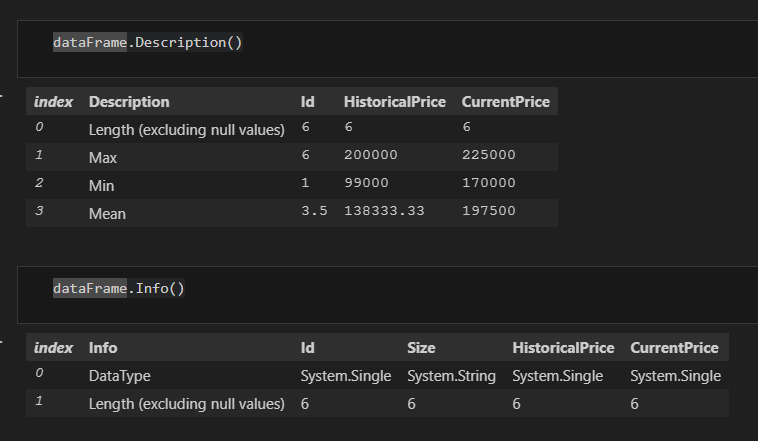 dataFrame.Description()
index Description Id HistoricalPrice CurrentPrice
0 Length (excluding null values) 6 6 6
1 Max 6 200000 225000
2 Min 1 99000 170000
3 Mean 3.5 138333.33 197500
dataFrame.Info()
index Info Id Size HistoricalPrice CurrentPrice
0 DataType System.Single System.String System.Single System.Single
1 Length (excluding null values) 6 6 6 6